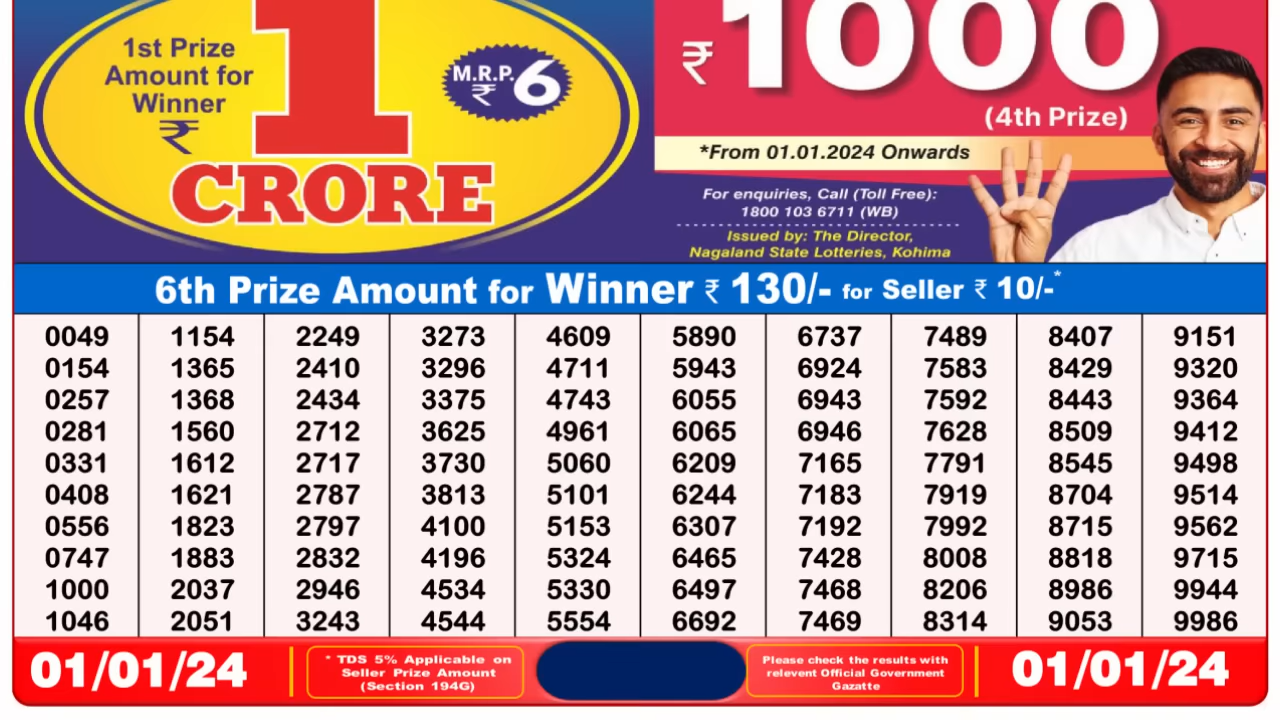 1st Prize
Amount for
Winner
₹
1
CRORE
M.R.P.
₹ 6
₹ 1000
(4th Prize)
*From 01.01.2024 Onwards
For enquiries, Call (Toll Free):
1800 103 6711 (WB)
Issued by: The Director,
Nagaland State Lotteries, Kohima
6th Prize Amount for Winner ₹ 130/- for Seller ₹ 10/-*
0049 1154 2249 3273 4609 5890 6737 7489 8407 9151
0154 1365 2410 3296 4711 5943 6924 7583 8429 9320
0257 1368 2434 3375 4743 6055 6943 7592 8443 9364
0281 1560 2712 3625 4961 6065 6946 7628 8509 9412
0331 1612 2717 3730 5060 6209 7165 7791 8545 9498
0408 1621 2787 3813 5101 6244 7183 7919 8704 9514
0556 1823 2797 4100 5153 6307 7192 7992 8715 9562
0747 1883 2832 4196 5324 6465 7428 8008 8818 9715
1000 2037 2946 4534 5330 6497 7468 8206 8986 9944
1046 2051 3243 4544 5554 6692 7469 8314 9053 9986
01/01/24
* TDS 5% Applicable on
Seller Prize Amount
(Section 194G)
Please check the results with
relevent Official Government
Gazatte
01/01/24